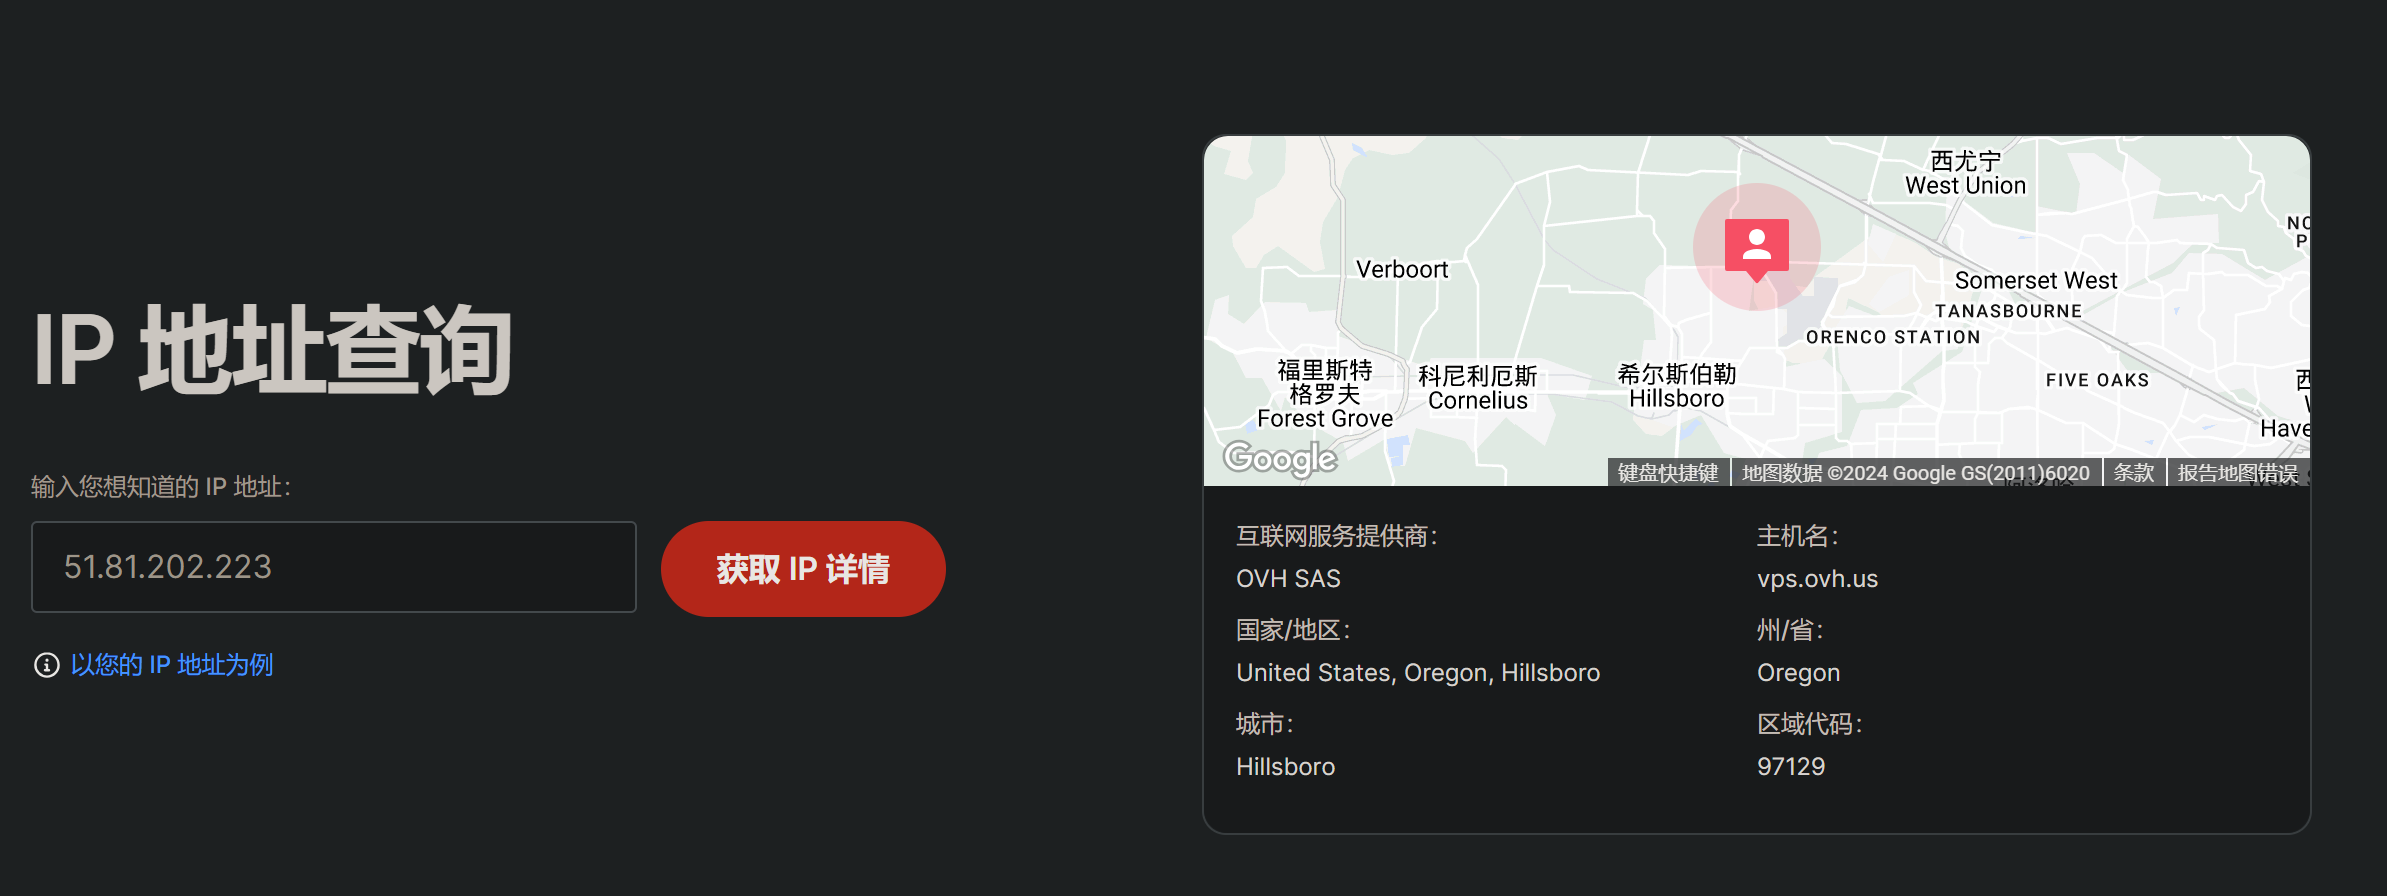 IP 地址查询
输入您想知道的 IP 地址：
51.81.202.223
获取 IP 详情
以您的 IP 地址为例
西尤宁
West Union
Verboort
Somerset West
TANASBOURNE
ORENCO STATION
福里斯特
格罗夫
Forest Grove
科尼利厄斯
Cornelius
希尔斯伯勒
Hillsboro
FIVE OAKS
Google
键盘快捷键
地图数据 ©2024 Google GS(2011)6020
条款
报告地图错误
互联网服务提供商：
OVH SAS
主机名：
vps.ovh.us
国家/地区：
United States, Oregon, Hillsboro
州/省：
Oregon
城市：
Hillsboro
区域代码：
97129